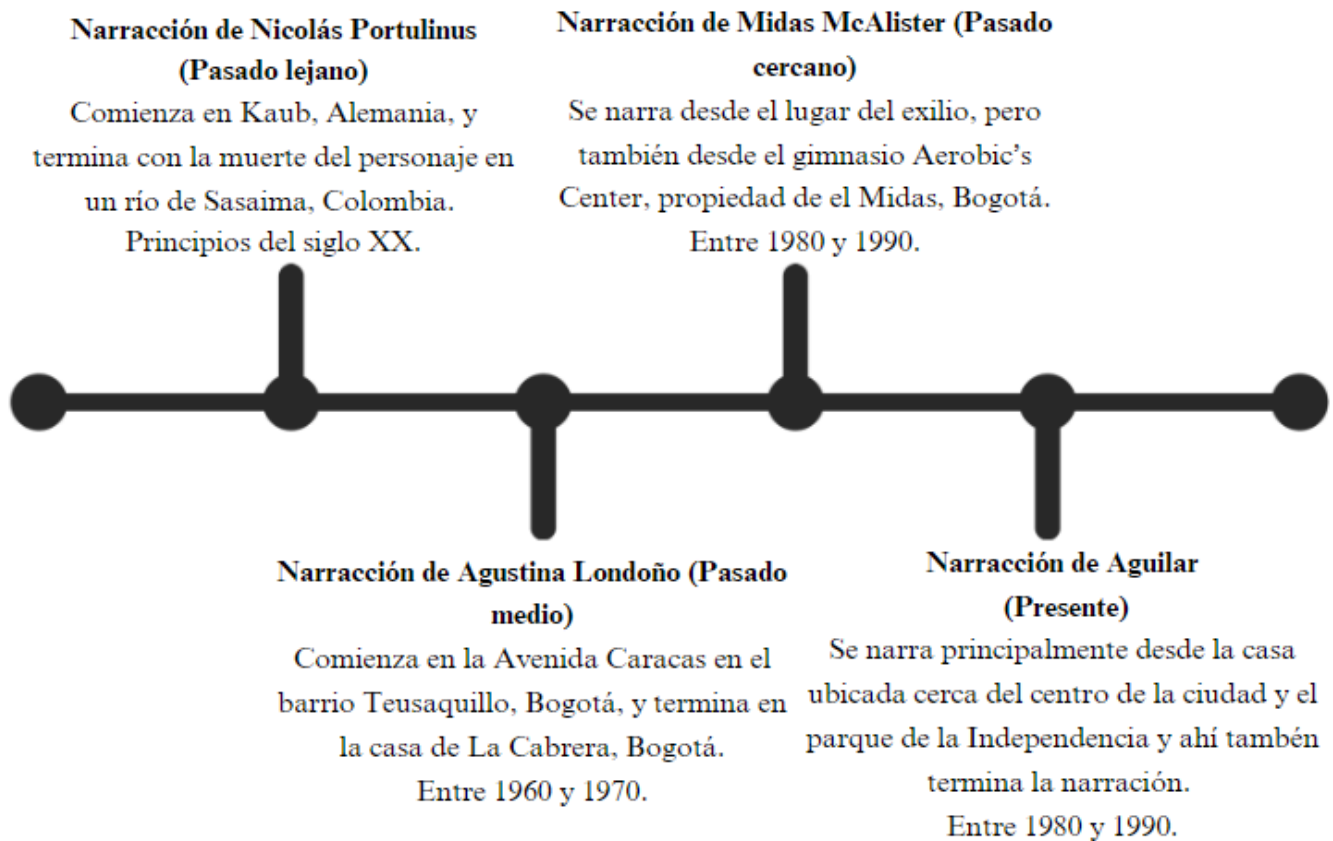 Narracción de Nicolás Portulinus
(Pasado lejano)
Comienza en Kaub, Alemania, y
termina con la muerte del personaje en
un río de Sasaima, Colombia.
Principios del siglo XX.
Narracción de Midas McAlister (Pasado
cercano)
Se narra desde el lugar del exilio, pero
también desde el gimnasio Aerobic’s
Center, propiedad de el Midas, Bogotá.
Entre 1980 y 1990.
Narracción de Agustina Londoño (Pasado
medio)
Comienza en la Avenida Caracas en el
barrio Teusaquillo, Bogotá, y termina en
la casa de La Cabrera, Bogotá.
Entre 1960 y 1970.
Narracción de Aguilar
(Presente)
Se narra principalmente desde la casa
ubicada cerca del centro de la ciudad y el
parque de la Independencia y ahí tambén
termina la narración.
Entre 1980 y 1990.